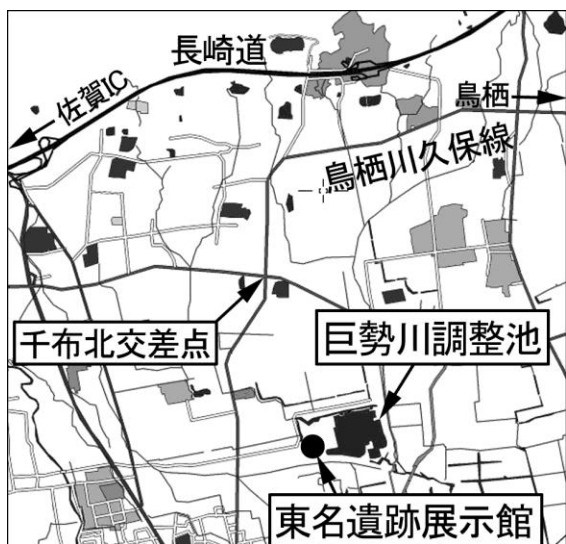 長崎道
佐賀IC
鳥栖
鳥栖川久保線
千布北交差点
巨勢川調整池
東名遺跡展示館